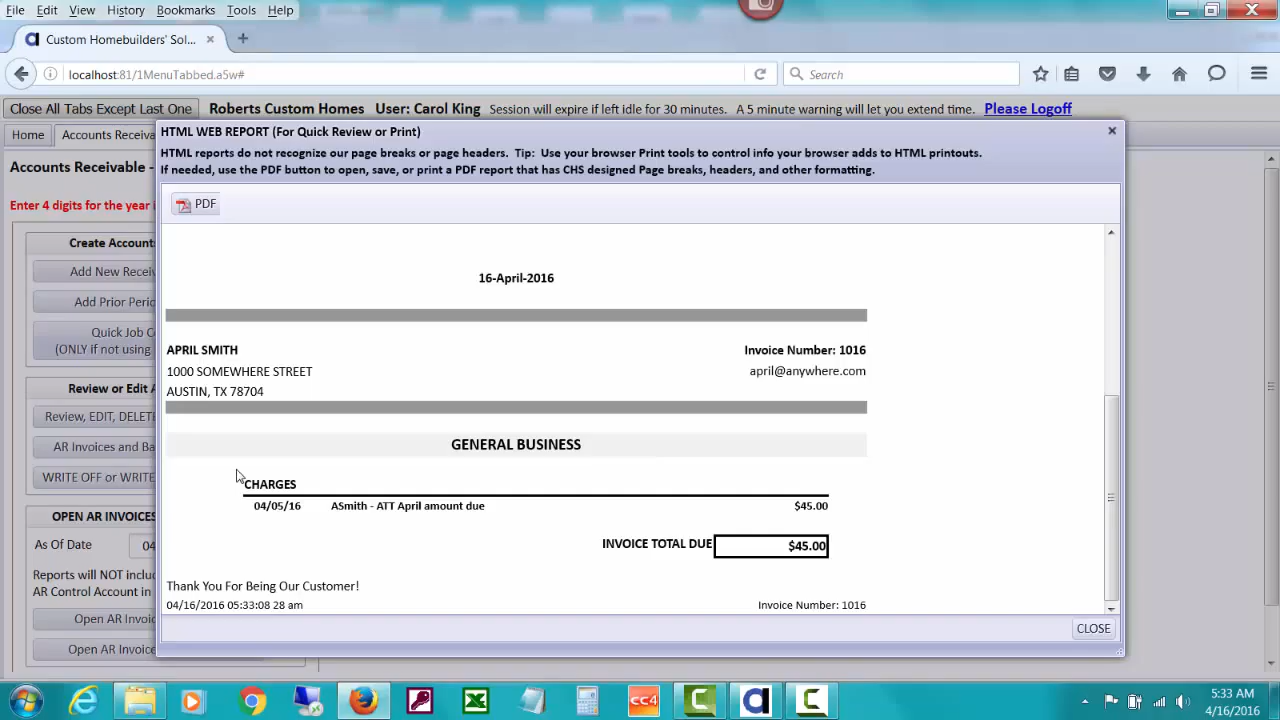 File Edit View History Bookmarks Tools Help
Custom Homebuilders' Sol... × +
localhost:81/1MenuTabbed.a5w#
Search
Close All Tabs Except Last One Roberts Custom Homes User: Carol King Session will expire if left idle for 30 minutes. A 5 minute warning will let you extend time. Please Logoff
Home Accounts Receiva
Accounts Receivable -
Enter 4 digits for the year
Create Accoun
Add New Receiv
Add Prior Perio
Quick Job C
(ONLY if not using
Review or Edit A
Review, EDIT, DELET
AR Invoices and Ba
WRITE OFF or WRITE
OPEN AR INVOICES
As Of Date 04
Reports will NOT includ
AR Control Account in
Open AR Invoic
Open AR Invoi
HTML WEB REPORT (For Quick Review or Print)
HTML reports do not recognize our page breaks or page headers. Tip: Use your browser Print tools to control info your browser adds to HTML printouts.
If needed, use the PDF button to open, save, or print a PDF report that has CHS designed Page breaks, headers, and other formatting.
PDF
16-April-2016
APRIL SMITH Invoice Number: 1016
1000 SOMEWHERE STREET april@anywhere.com
AUSTIN, TX 78704
GENERAL BUSINESS
CHARGES
04/05/16 ASmith - ATT April amount due $45.00
INVOICE TOTAL DUE $45.00
Thank You For Being Our Customer!
04/16/2016 05:33:08 28 am Invoice Number: 1016
CLOSE
CC4
5:33 AM
4/16/2016